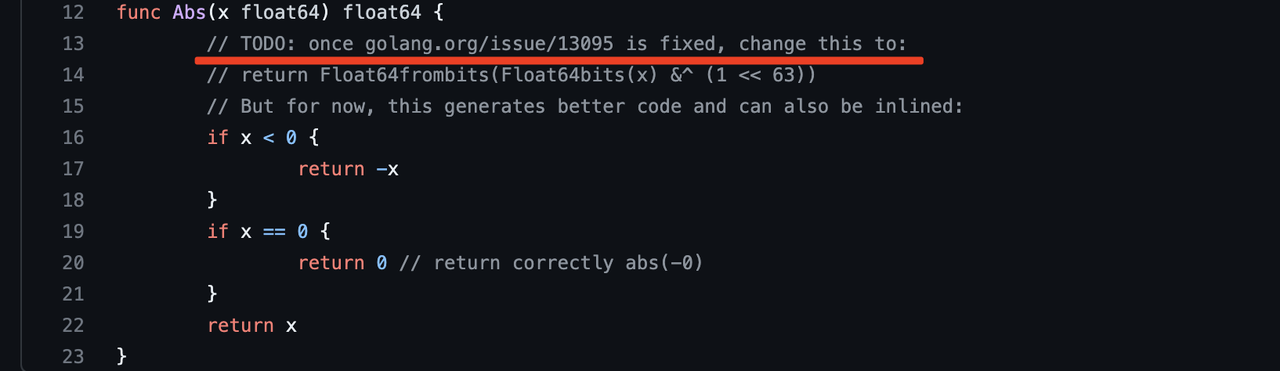 12 func Abs(x float64) float64 {
13 // TODO: once golang.org/issue/13095 is fixed, change this to:
14 // return Float64frombits(Float64bits(x) &^ (1 << 63))
15 // But for now, this generates better code and can also be inlined:
16 if x < 0 {
17 return -x
18 }
19 if x == 0 {
20 return 0 // return correctly abs(-0)
21 }
22 return x
23 }